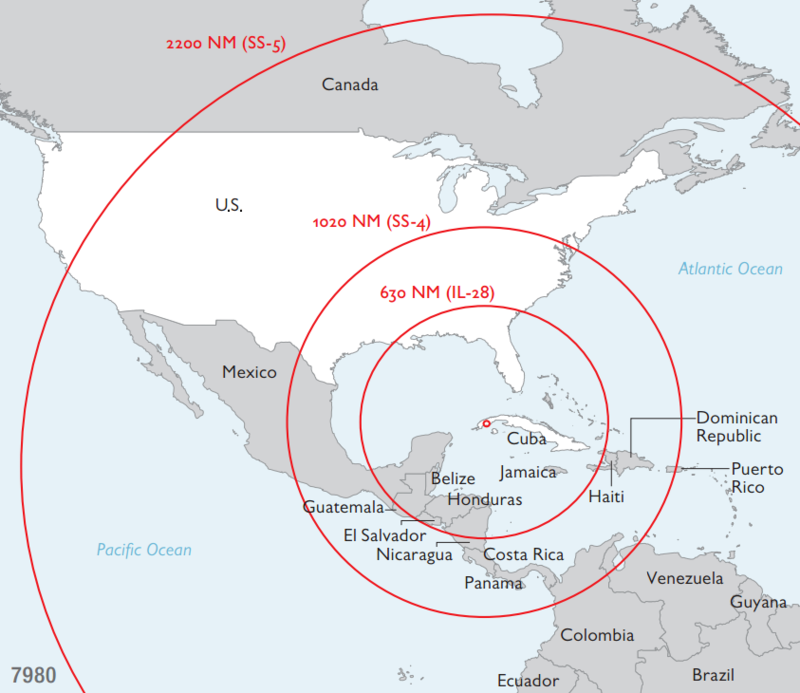 2200 NM (SS-5)
Canada
U.S.
1020 NM (SS-4)
Atlantic Ocean
630 NM (IL-28)
Mexico
Dominican
Republic
Cuba
Puerto
Rico
Jamaica
Belize
Haiti
Honduras
Guatemala
El Salvador
Nicaragua
Costa Rica
Pacific Ocean
Panama
Venezuela
Guyana
Colombia
Ecuador
Brazil
7980